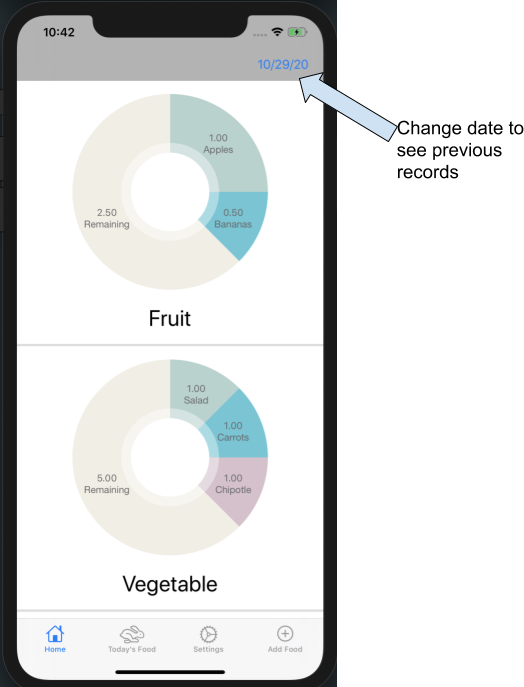 10:42
10/29/20
Change date to
see previous
records
1.00
Apples
2.50
Remaining
0.50
Bananas
Fruit
1.00
Salad
1.00
Carrots
5.00
Remaining
1.00
Chipotle
Vegetable
Home
Today's Food
Settings
Add Food